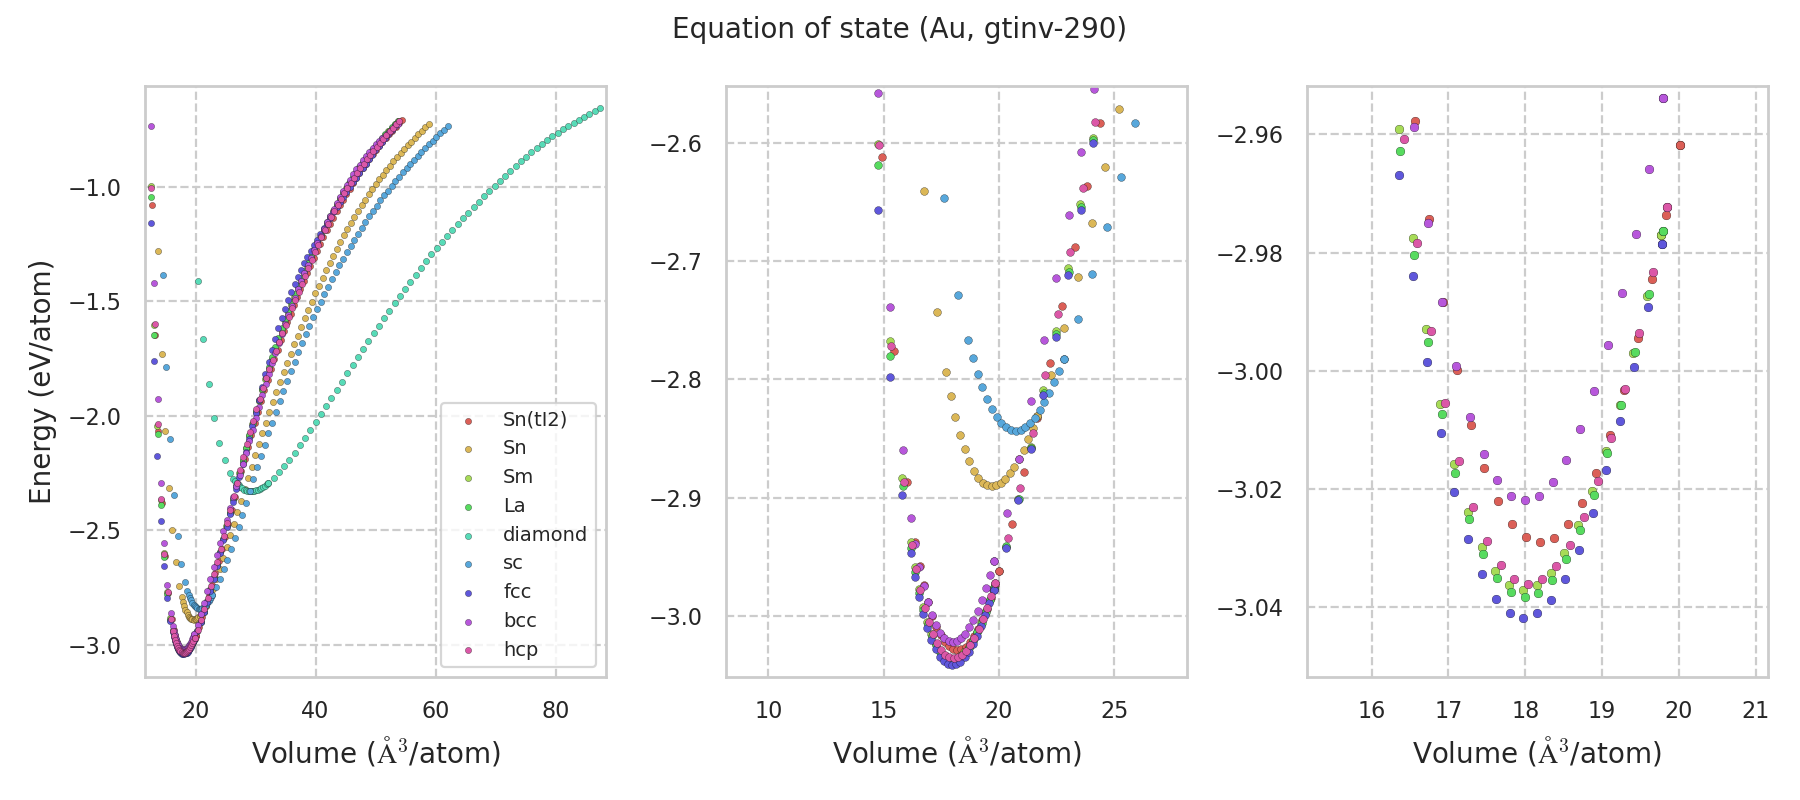 Equation of state (Au, gtinv-290)
Energy (eV/atom)
−1.0
−1.5
−2.0
−2.5
−3.0
20
40
60
80
Volume (Å³/atom)
Sn(tI2)
Sn
Sm
La
diamond
sc
fcc
bcc
hcp
−2.6
−2.7
−2.8
−2.9
−3.0
10
15
20
25
Volume (Å³/atom)
−2.96
−2.98
−3.00
−3.02
−3.04
16
17
18
19
20
21
Volume (Å³/atom)